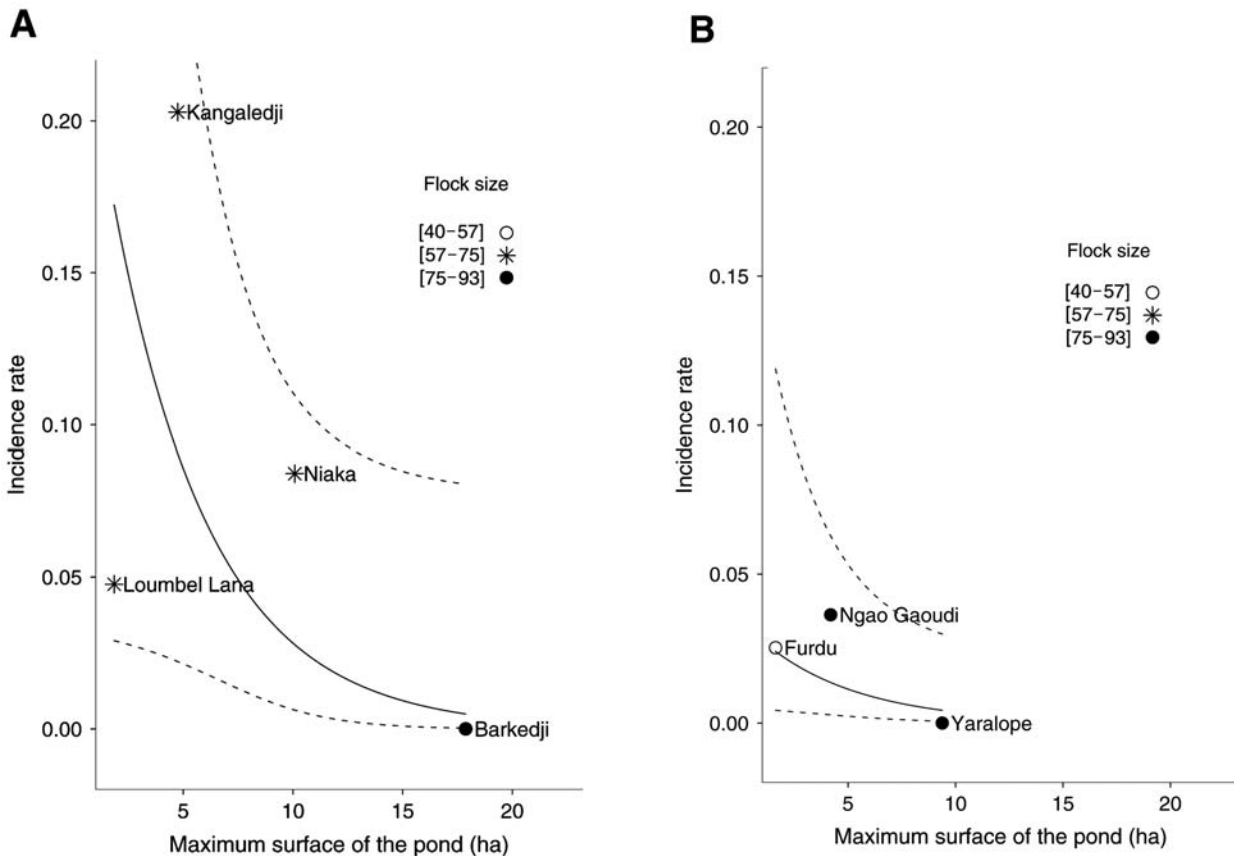 A
0.20
0.15
0.10
0.05
0.00
Incidence rate
Kangaledji
Flock size
[40−57]
[57−75]
[75−93]
Niaka
Loumbel Lana
Barkedji
5
10
15
20
Maximum surface of the pond (ha)
B
0.20
0.15
0.10
0.05
0.00
Incidence rate
Flock size
[40−57]
[57−75]
[75−93]
Ngao Gaoudi
Furdu
Yaralope
5
10
15
20
Maximum surface of the pond (ha)